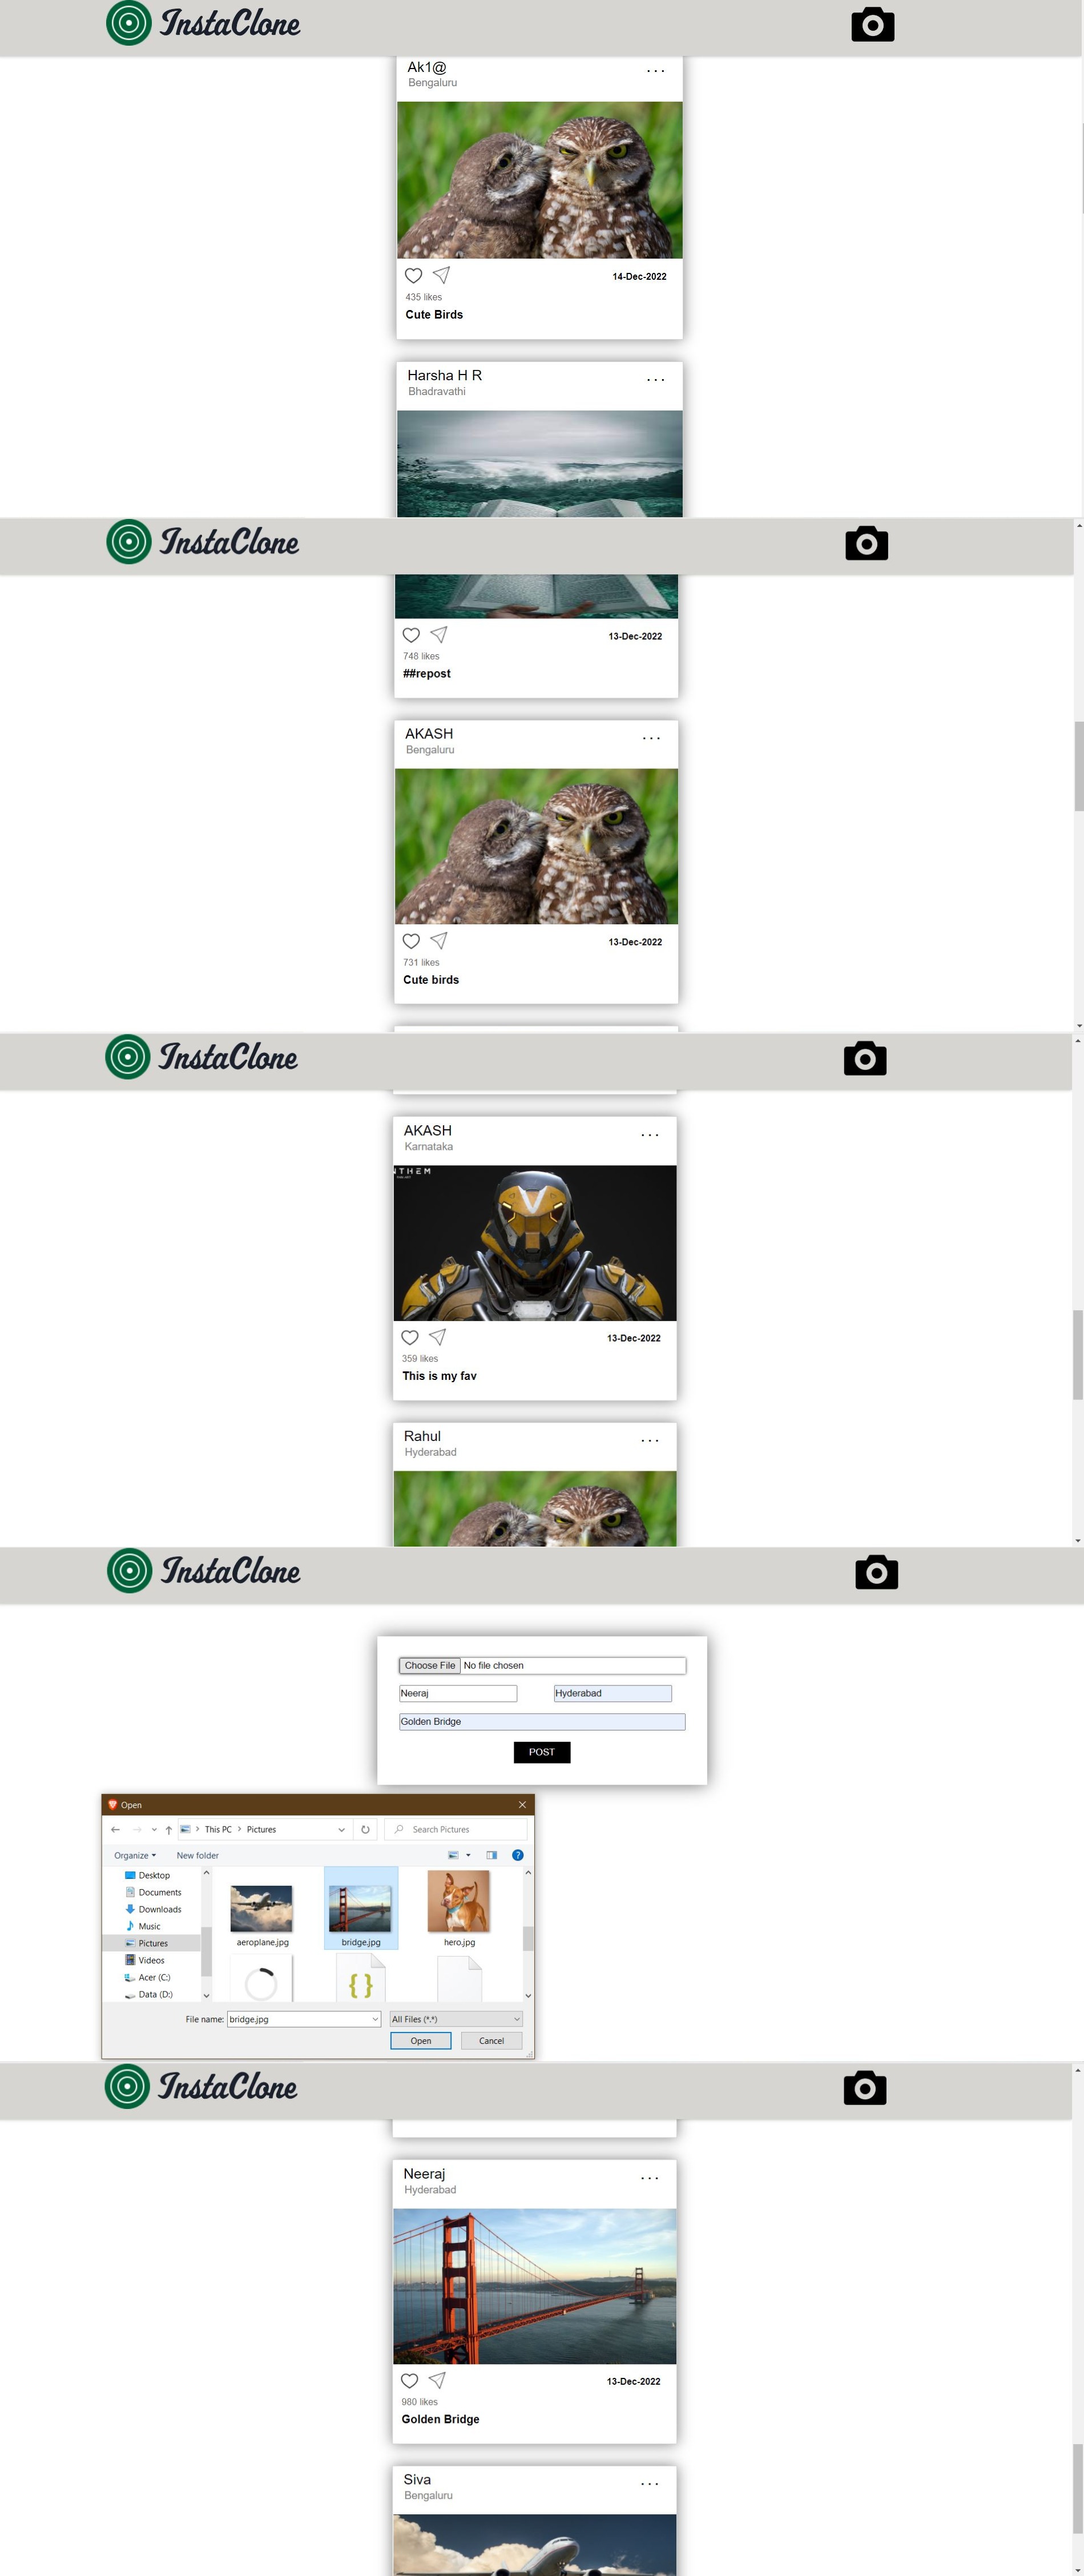 InstaClone
Ak1@
...
Bengaluru
14-Dec-2022
435 likes
Cute Birds
Harsha H R
...
Bhadravathi
InstaClone
13-Dec-2022
748 likes
##repost
AKASH
...
Bengaluru
13-Dec-2022
731 likes
Cute birds
InstaClone
AKASH
...
Karnataka
NTHEM
13-Dec-2022
359 likes
This is my fav
Rahul
...
Hyderabad
InstaClone
Choose File No file chosen
Neeraj Hyderabad
Golden Bridge
POST
Open
This PC > Pictures Search Pictures
Organize New folder
Desktop
Documents
Downloads
Music
Pictures
Videos
Acer (C:)
Data (D:)
aeroplane.jpg bridge.jpg hero.jpg
{ }
File name: bridge.jpg All Files (*.*)
Open Cancel
InstaClone
Neeraj
...
Hyderabad
13-Dec-2022
980 likes
Golden Bridge
Siva
...
Bengaluru